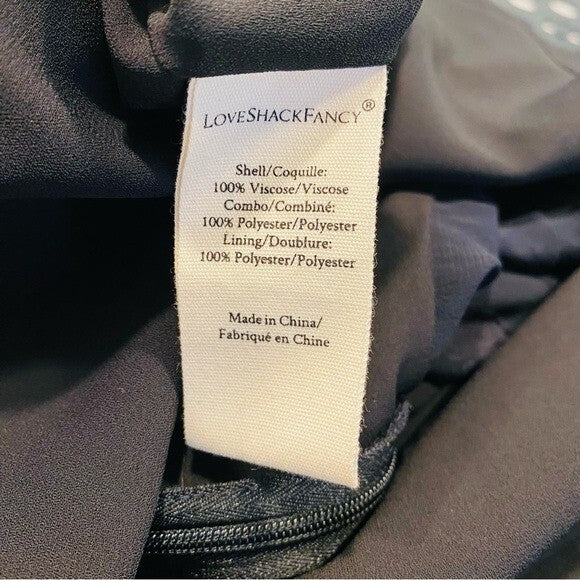 LOVESHACKFANCY®
Shell/Coquille:
100% Viscose/Viscose
Combo/Combiné:
100% Polyester/Polyester
Lining/Doublure:
100% Polyester/Polyester
Made in China/
Fabriqué en Chine